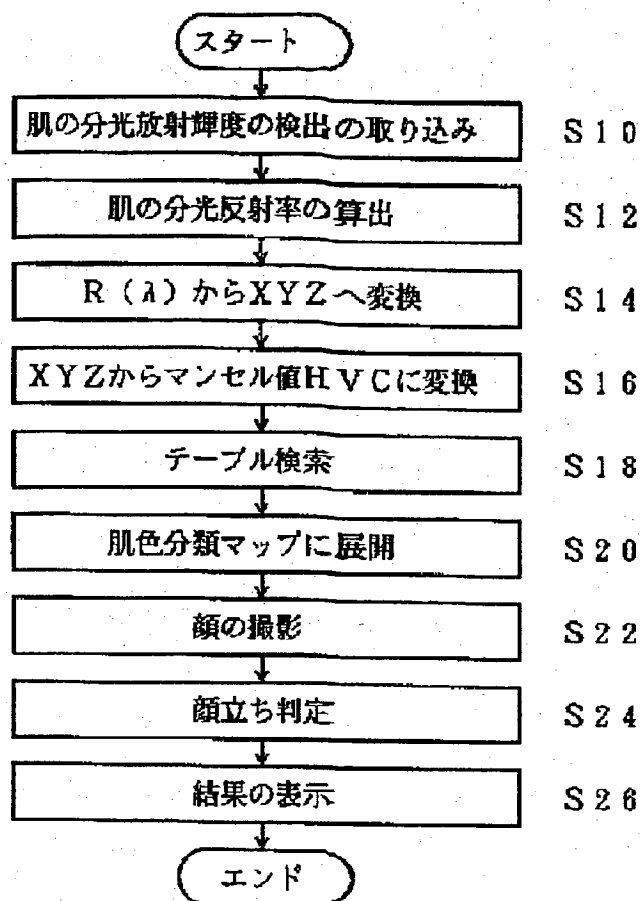 スタート
肌の分光放射輝度の検出の取り込み S10
肌の分光反射率の算出 S12
R(λ)からXYZへ変換 S14
XYZからマンセル値HVCに変換 S16
テーブル検索 S18
肌色分類マップに展開 S20
顔の撮影 S22
顔立ち判定 S24
結果の表示 S26
エンド